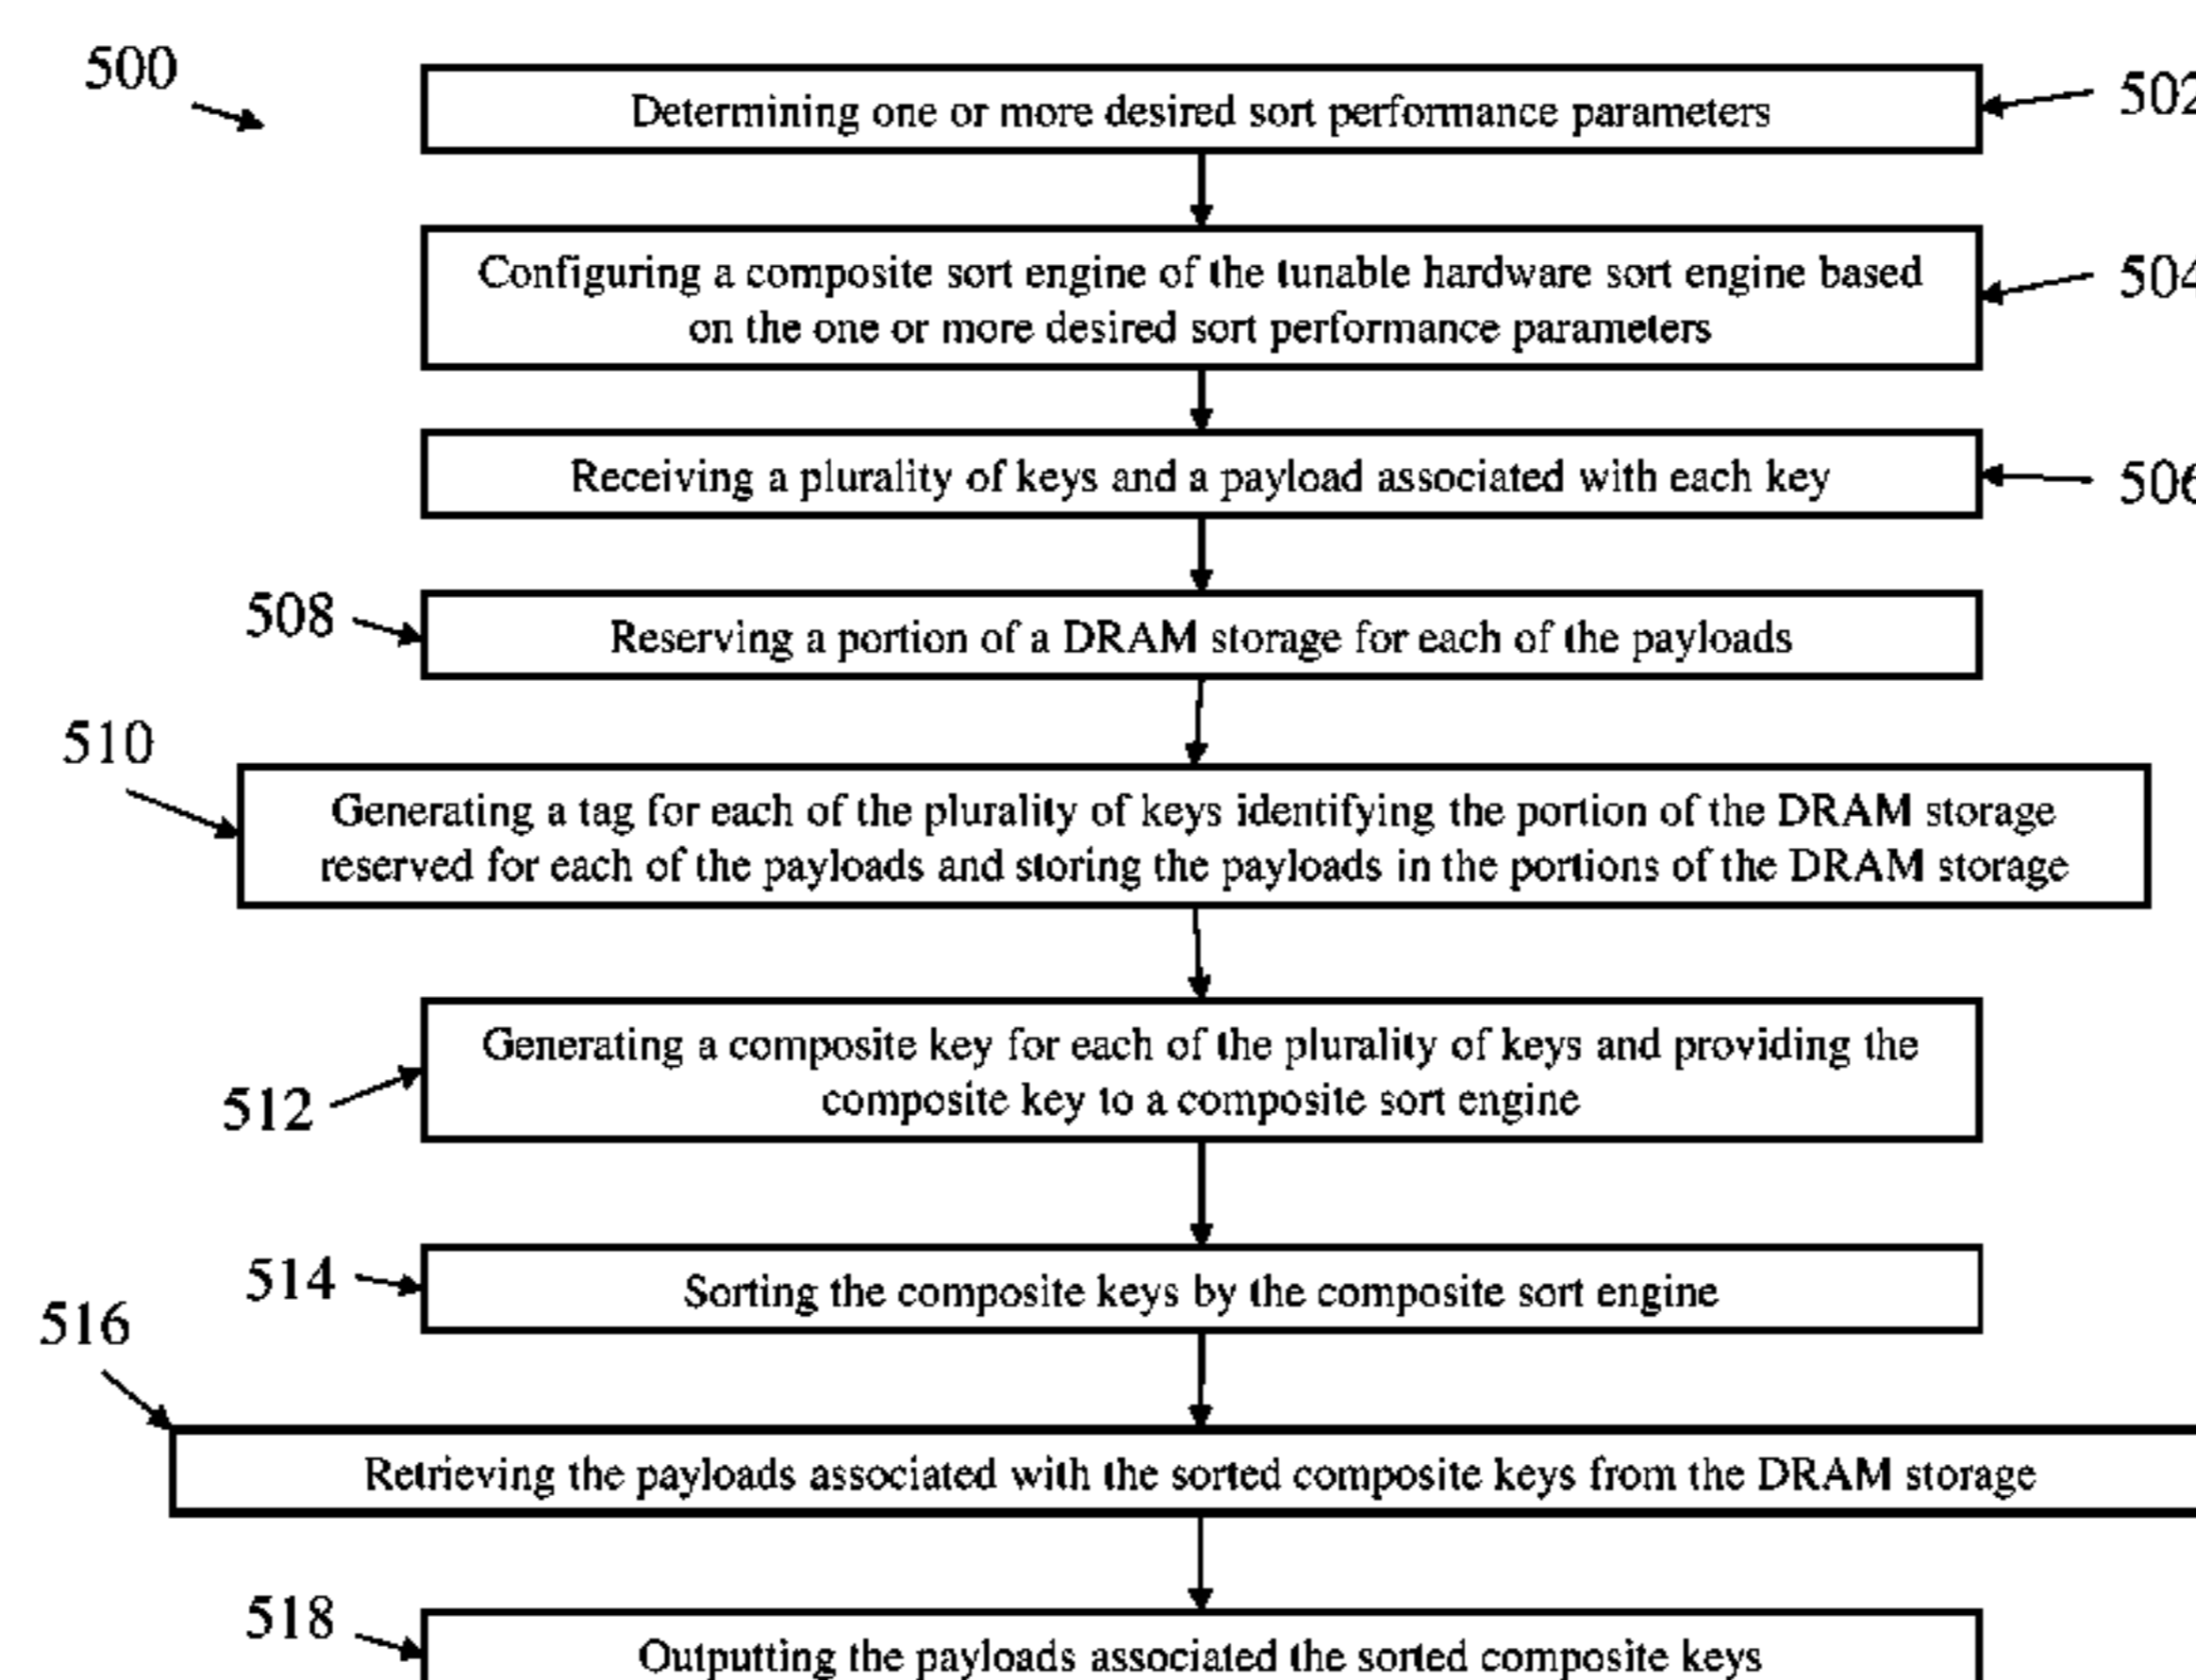 500
Determining one or more desired sort performance parameters
502
Configuring a composite sort engine of the tunable hardware sort engine based
on the one or more desired sort performance parameters
504
Receiving a plurality of keys and a payload associated with each key
506
508
Reserving a portion of a DRAM storage for each of the payloads
510
Generating a tag for each of the plurality of keys identifying the portion of the DRAM storage
reserved for each of the payloads and storing the payloads in the portions of the DRAM storage
Generating a composite key for each of the plurality of keys and providing the
composite key to a composite sort engine
512
514
Sorting the composite keys by the composite sort engine
516
Retrieving the payloads associated with the sorted composite keys from the DRAM storage
518
Outputting the payloads associated the sorted composite keys